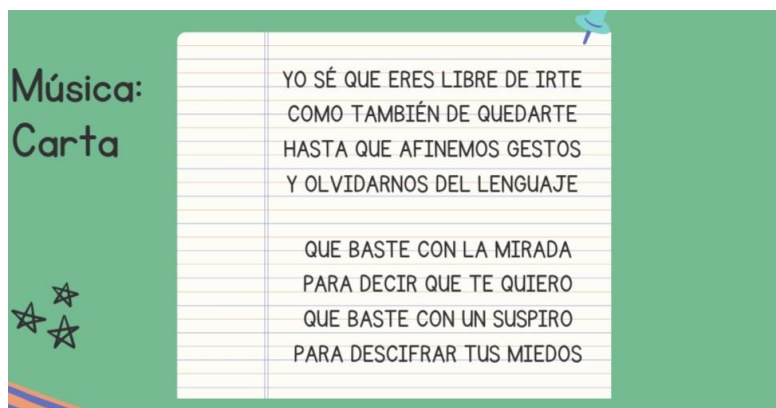 Música:
Carta
YO SÉ QUE ERES LIBRE DE IRTE
COMO TAMBIÉN DE QUEDARTE
HASTA QUE AFINEMOS GESTOS
Y OLVIDARNOS DEL LENGUAJE
QUE BASTE CON LA MIRADA
PARA DECIR QUE TE QUIERO
QUE BASTE CON UN SUSPIRO
PARA DESCIFRAR TUS MIEDOS